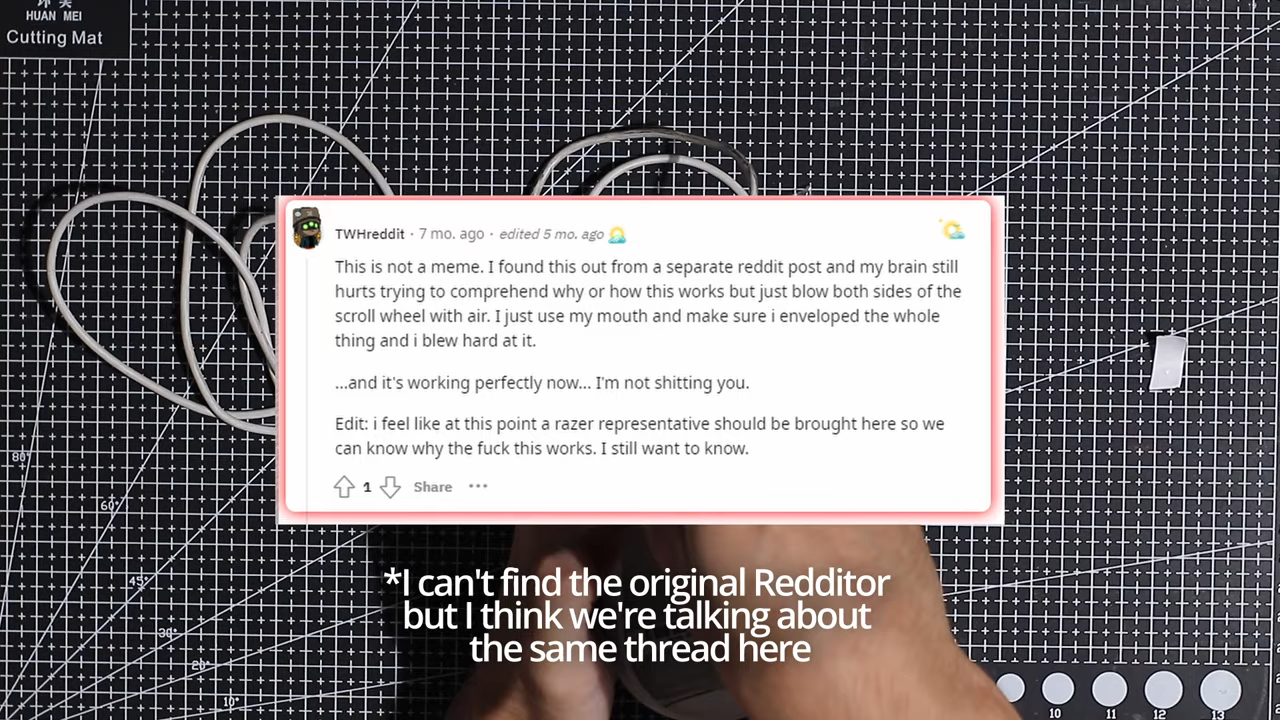 HUAN MEI
Cutting Mat
TWHreddit · 7 mo. ago · edited 5 mo. ago
This is not a meme. I found this out from a separate reddit post and my brain still
hurts trying to comprehend why or how this works but just blow both sides of the
scroll wheel with air. I just use my mouth and make sure i enveloped the whole
thing and i blew hard at it.
...and it's working perfectly now... I'm not shitting you.
Edit: i feel like at this point a razer representative should be brought here so we
can know why the fuck this works. I still want to know.
1 Share ···
80°
60°
45°
30°
20°
10°
*I can't find the original Redditor
but I think we're talking about
the same thread here
10 11 12 13